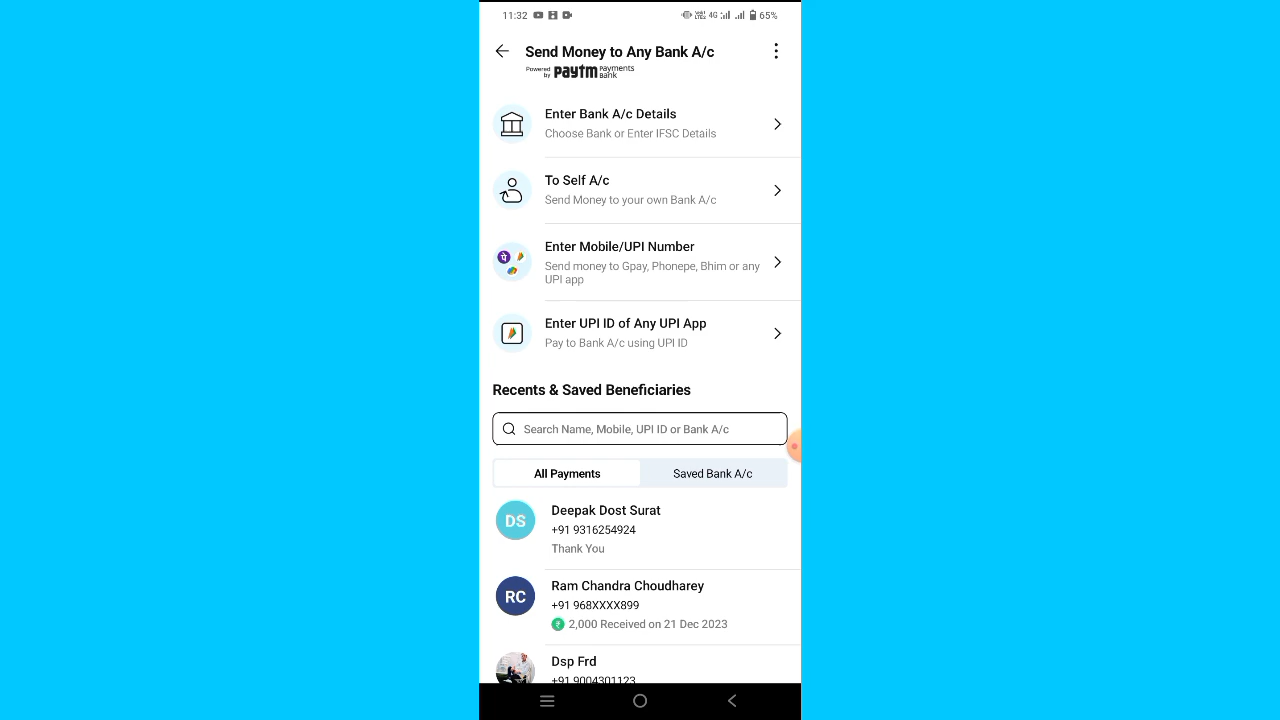 11:32
VoWi LTE2 4G 65%
Send Money to Any Bank A/c
Powered by paytm Payments Bank
Enter Bank A/c Details
Choose Bank or Enter IFSC Details
To Self A/c
Send Money to your own Bank A/c
पे
Enter Mobile/UPI Number
Send money to Gpay, Phonepe, Bhim or any
UPI app
Enter UPI ID of Any UPI App
Pay to Bank A/c using UPI ID
Recents & Saved Beneficiaries
Search Name, Mobile, UPI ID or Bank A/c
All Payments Saved Bank A/c
DS
Deepak Dost Surat
+91 9316254924
Thank You
RC
Ram Chandra Choudharey
+91 968XXXX899
₹ 2,000 Received on 21 Dec 2023
Dsp Frd
+91 9004301123